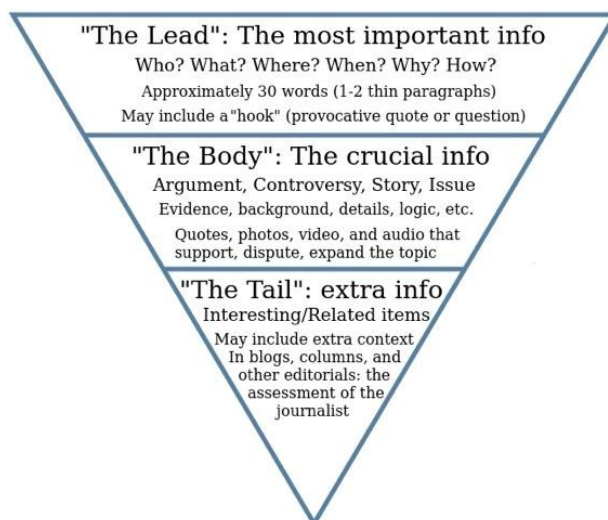 "The Lead": The most important info
Who? What? Where? When? Why? How?
Approximately 30 words (1-2 thin paragraphs)
May include a "hook" (provocative quote or question)
"The Body": The crucial info
Argument, Controversy, Story, Issue
Evidence, background, details, logic, etc.
Quotes, photos, video, and audio that
support, dispute, expand the topic
"The Tail": extra info
Interesting/Related items
May include extra context
In blogs, columns, and
other editorials: the
assessment of the
journalist